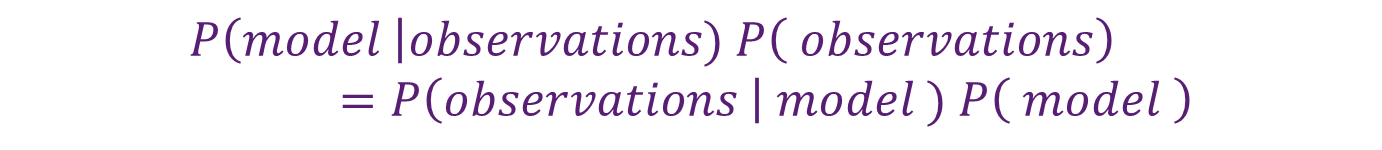 P(model |observations) P( observations)
= P(observations | model ) P( model )